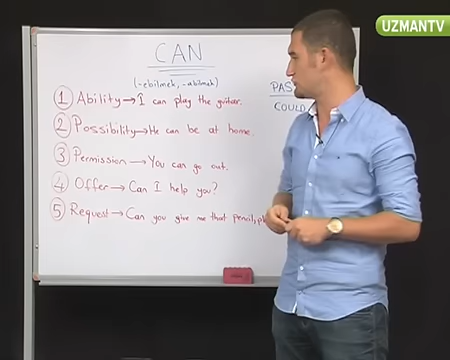 UZMANTV
CAN
(-ebilmek, -abilmek)
PAS
COULD
1 Ability → I can play the guitar.
2 Possibility → He can be at home.
3 Permission → You can go out.
4 Offer → Can I help you?
5 Request → Can you give me that pencil, pl